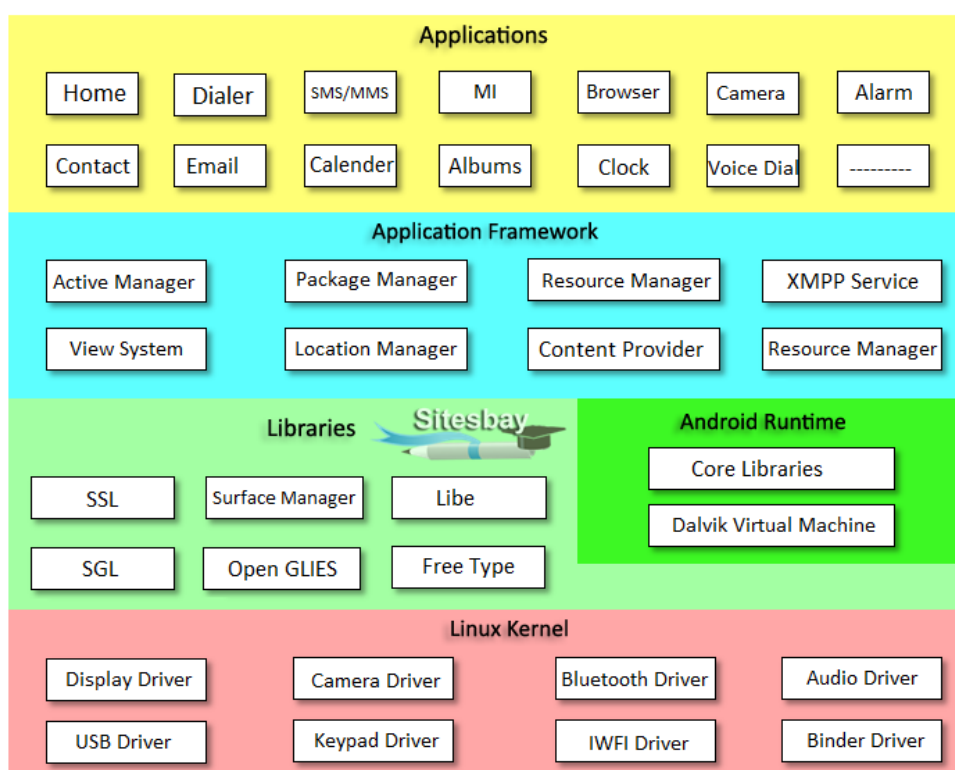 Applications
Home Dialer SMS/MMS MI Browser Camera Alarm
Contact Email Calender Albums Clock Voice Dial ---------
Application Framework
Active Manager Package Manager Resource Manager XMPP Service
View System Location Manager Content Provider Resource Manager
Libraries Sitesbay Android Runtime
Core Libraries
SSL Surface Manager Libe
Dalvik Virtual Machine
SGL Open GLIES Free Type
Linux Kernel
Display Driver Camera Driver Bluetooth Driver Audio Driver
USB Driver Keypad Driver IWFI Driver Binder Driver